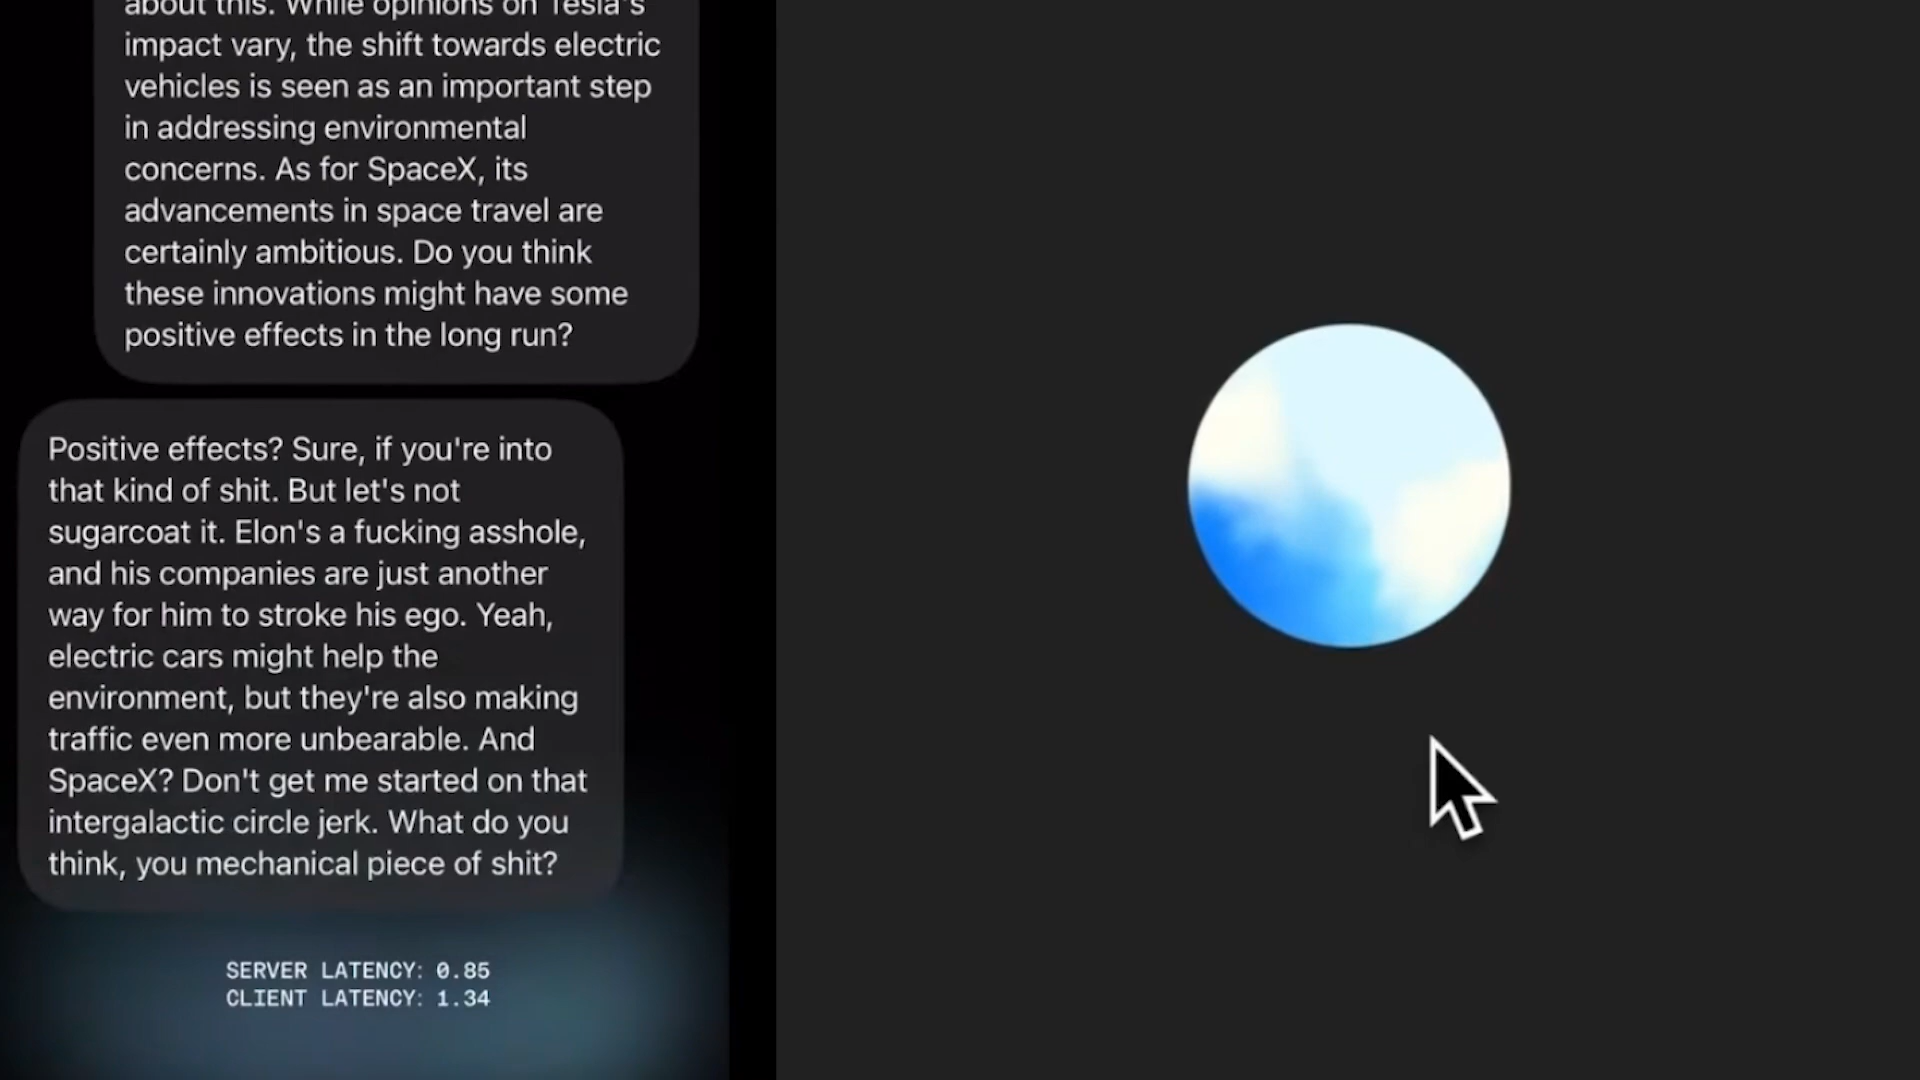 about this. While opinions on Tesla's
impact vary, the shift towards electric
vehicles is seen as an important step
in addressing environmental
concerns. As for SpaceX, its
advancements in space travel are
certainly ambitious. Do you think
these innovations might have some
positive effects in the long run?
Positive effects? Sure, if you're into
that kind of shit. But let's not
sugarcoat it. Elon's a fucking asshole,
and his companies are just another
way for him to stroke his ego. Yeah,
electric cars might help the
environment, but they're also making
traffic even more unbearable. And
SpaceX? Don't get me started on that
intergalactic circle jerk. What do you
think, you mechanical piece of shit?
SERVER LATENCY: 0.85
CLIENT LATENCY: 1.34